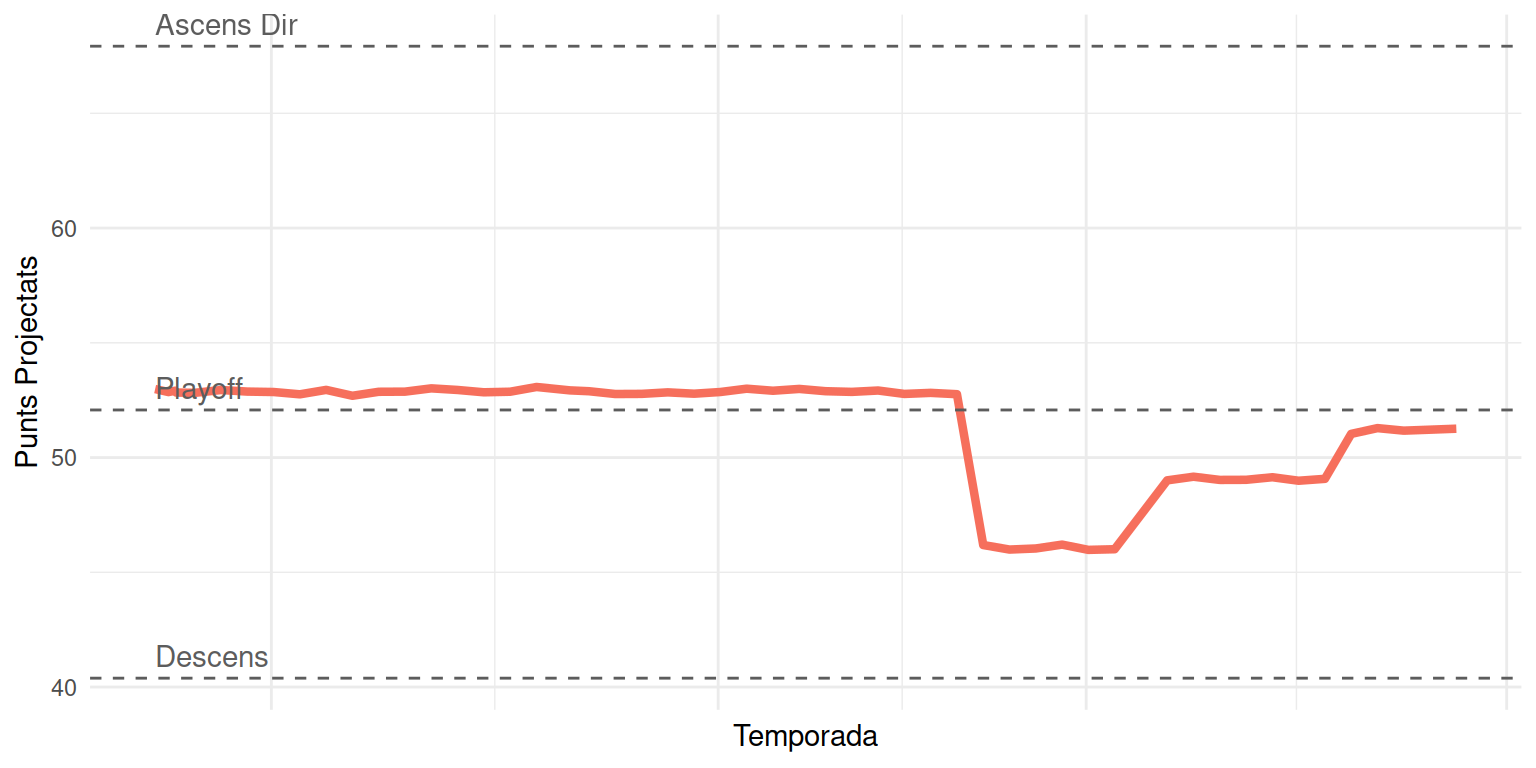 Ascens Dir
60
Playoff
50
Descens
40
Punts Projectats
Temporada